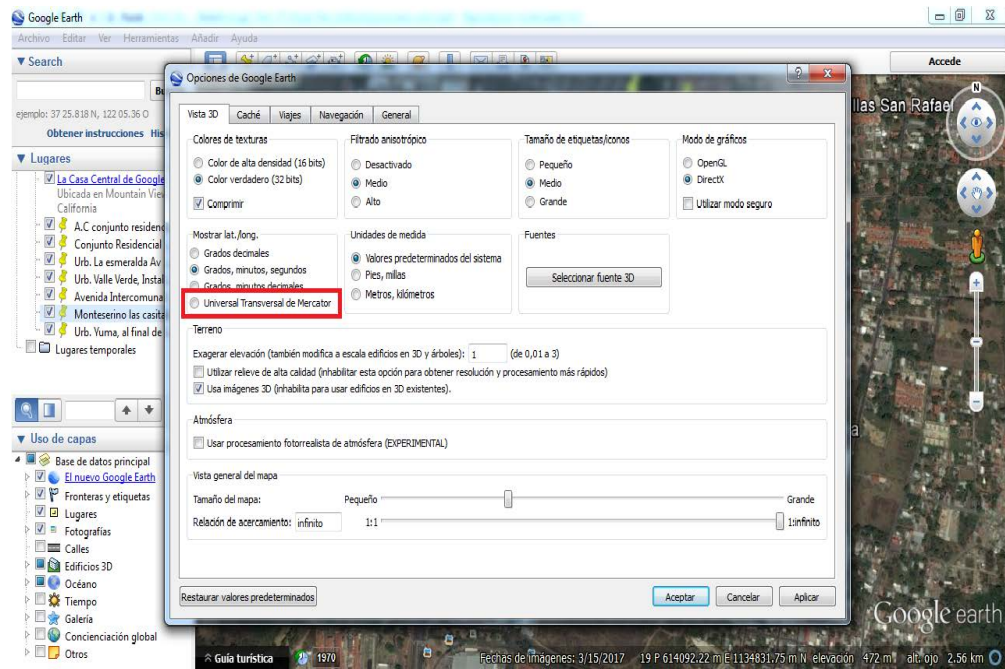 Google Earth
Archivo Editar Ver Herramientas Añadir Ayuda
Search
Accede
ejemplo: 37 25.818 N, 122 05.36 O
Obtener instrucciones His
Lugares
La Casa Central de Google
Ubicada en Mountain View
California
A.C conjunto residenc
Conjunto Residencial
Urb. La esmeralda Av
Urb. Valle Verde, Instal
Avenida Intercomuna
Monteserino las casita
Urb. Yuma, al final de
Lugares temporales
Uso de capas
Base de datos principal
El nuevo Google Earth
Fronteras y etiquetas
Lugares
Fotografías
Calles
Edificios 3D
Océano
Tiempo
Galería
Concienciación global
Otros
Opciones de Google Earth
Vista 3D Caché Viajes Navegación General
Colores de texturas
Color de alta densidad (16 bits)
Color verdadero (32 bits)
Comprimir
Filtrado anisotrópico
Desactivado
Medio
Alto
Tamaño de etiquetas/iconos
Pequeño
Medio
Grande
Modo de gráficos
OpenGL
DirectX
Utilizar modo seguro
Mostrar lat./long.
Grados decimales
Grados, minutos, segundos
Grados, minutos decimales
Universal Transversal de Mercator
Unidades de medida
Valores predeterminados del sistema
Pies, millas
Metros, kilómetros
Fuentes
Seleccionar fuente 3D
Terreno
Exagerar elevación (también modifica a escala edificios en 3D y árboles): 1 (de 0,01 a 3)
Utilizar relieve de alta calidad (inhabilitar esta opción para obtener resolución y procesamiento más rápidos)
Usa imágenes 3D (inhabilita para usar edificios en 3D existentes).
Atmósfera
Usar procesamiento fotorrealista de atmósfera (EXPERIMENTAL)
Vista general del mapa
Tamaño del mapa: Pequeño Grande
Relación de acercamiento: infinito 1:1 1:infinito
Restaurar valores predeterminados Aceptar Cancelar Aplicar
llas San Rafael
N
Google earth
Guía turística 1970 Fechas de imágenes: 3/15/2017 19 P 614092.22 m E 1134831.75 m N elevación 472 m alt. ojo 2.56 km